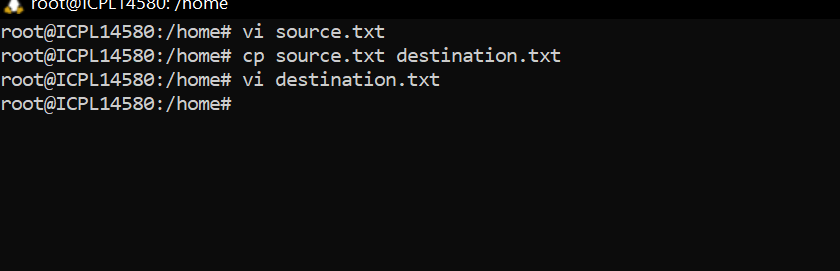 root@ICPL14580: /home
root@ICPL14580:/home# vi source.txt
root@ICPL14580:/home# cp source.txt destination.txt
root@ICPL14580:/home# vi destination.txt
root@ICPL14580:/home#